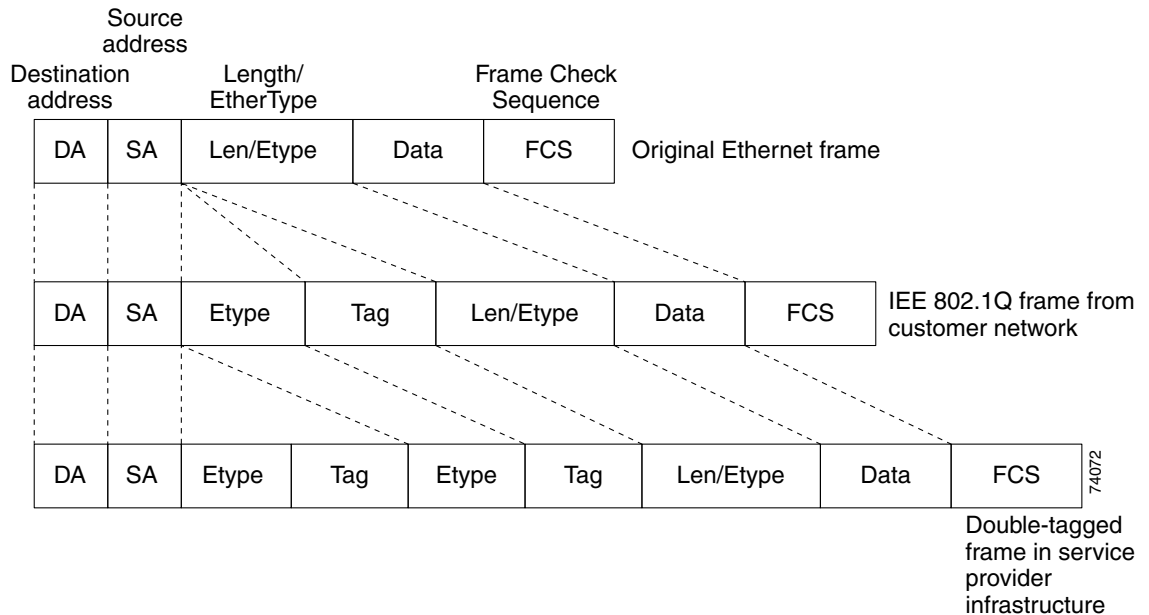 Source
address
Destination
address
Length/
EtherType
Frame Check
Sequence
DA SA Len/Etype Data FCS
Original Ethernet frame
DA SA Etype Tag Len/Etype Data FCS
IEE 802.1Q frame from
customer network
DA SA Etype Tag Etype Tag Len/Etype Data FCS
74072
Double-tagged
frame in service
provider
infrastructure